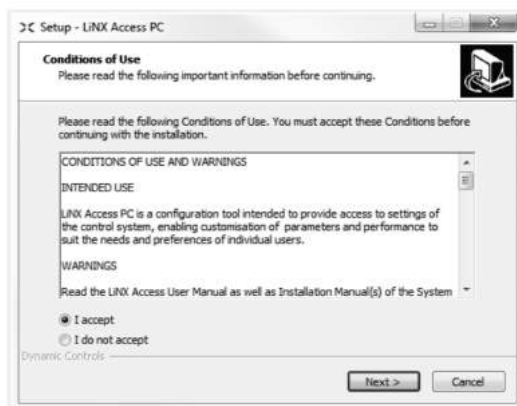 Setup - LiNX Access PC
Conditions of Use
Please read the following important information before continuing.
Please read the following Conditions of Use. You must accept these Conditions before
continuing with the installation.
CONDITIONS OF USE AND WARNINGS
INTENDED USE
LiNX Access PC is a configuration tool intended to provide access to settings of
the control system, enabling customisation of parameters and performance to
suit the needs and preferences of individual users.
WARNINGS
Read the LiNX Access User Manual as well as Installation Manual(s) of the System
I accept
I do not accept
Dynamic Controls
Next >
Cancel